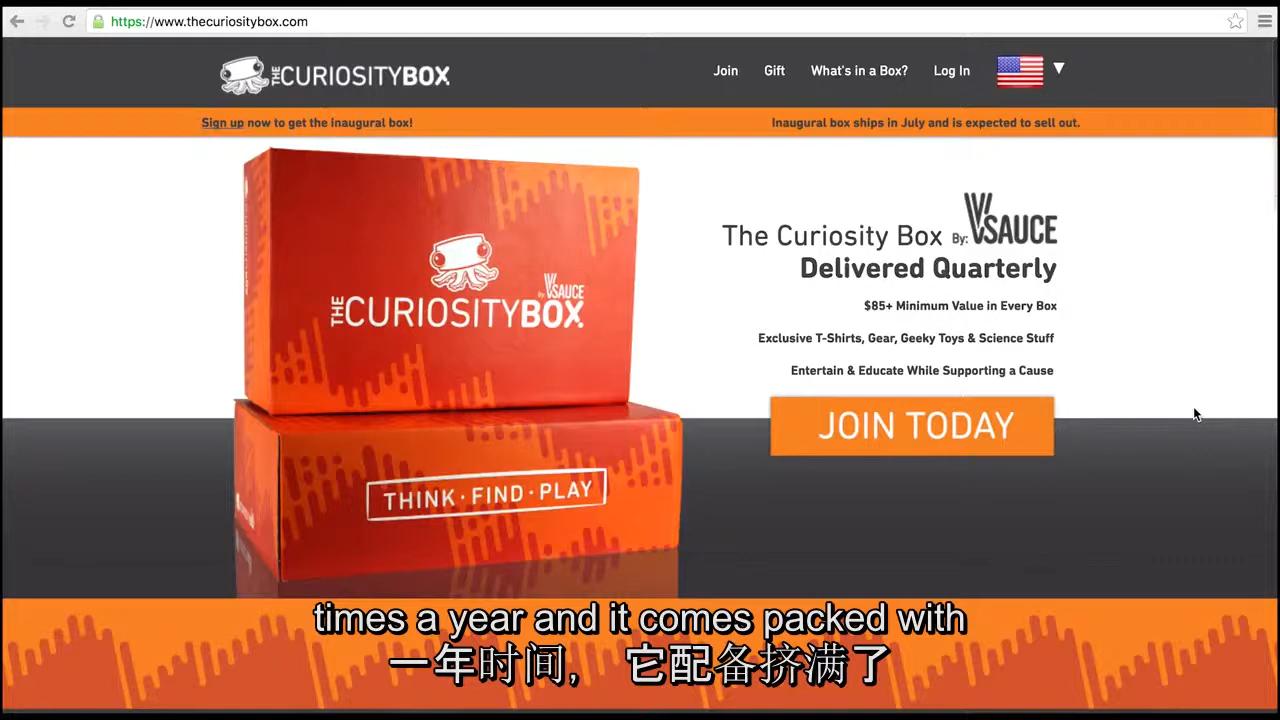 https://www.thecuriositybox.com
THE CURIOSITYBOX
Join
Gift
What's in a Box?
Log In
Sign up now to get the inaugural box!
Inaugural box ships in July and is expected to sell out.
THE CURIOSITYBOX
By: VSAUCE
THINK · FIND · PLAY
The Curiosity Box By: VSAUCE
Delivered Quarterly
$85+ Minimum Value in Every Box
Exclusive T-Shirts, Gear, Geeky Toys & Science Stuff
Entertain & Educate While Supporting a Cause
JOIN TODAY
times a year and it comes packed with
一年时间， 它配备挤满了